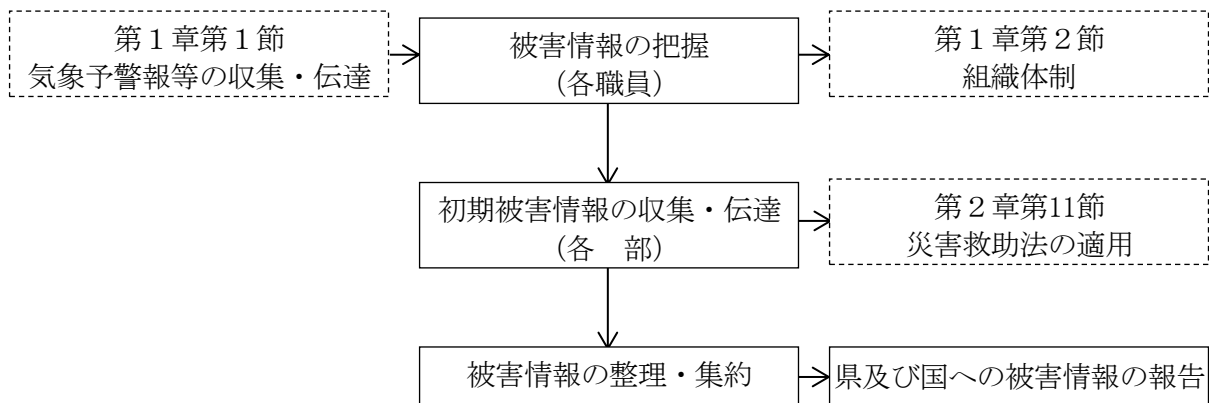 第１章第１節
気象予警報等の収集・伝達
被害情報の把握
（各職員）
第１章第２節
組織体制
初期被害情報の収集・伝達
（各　部）
第２章第11節
災害救助法の適用
被害情報の整理・集約
県及び国への被害情報の報告